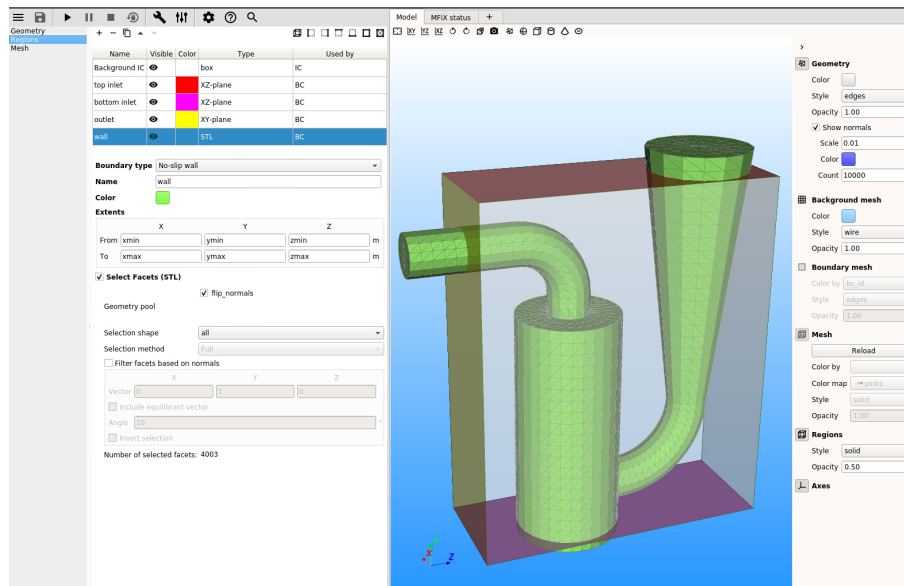 Geometry
Regions
Mesh
Name Visible Color Type Used by
Background IC box IC
top inlet XZ-plane BC
bottom inlet XZ-plane BC
outlet XY-plane BC
wall STL BC
Boundary type No-slip wall
Name wall
Color
Extents
X Y Z
From xmin ymin zmin m
To xmax ymax zmax m
Select Facets (STL)
flip_normals
Geometry pool
Selection shape all
Selection method Full
Filter facets based on normals
X Y Z
Vector 0 1 0
Include equilibrant vector
Angle 10 °
Invert selection
Number of selected facets: 4003
Model MFiX status +
XY YZ XZ
X Y Z
Geometry
Color
Style edges
Opacity 1.00
Show normals
Scale 0.01
Color
Count 10000
Background mesh
Color
Style wire
Opacity 1.00
Boundary mesh
Color by bc_id
Style edges
Opacity 1.00
Mesh
Reload
Color by
Color map pinks
Style solid
Opacity 1.00
Regions
Style solid
Opacity 0.50
Axes